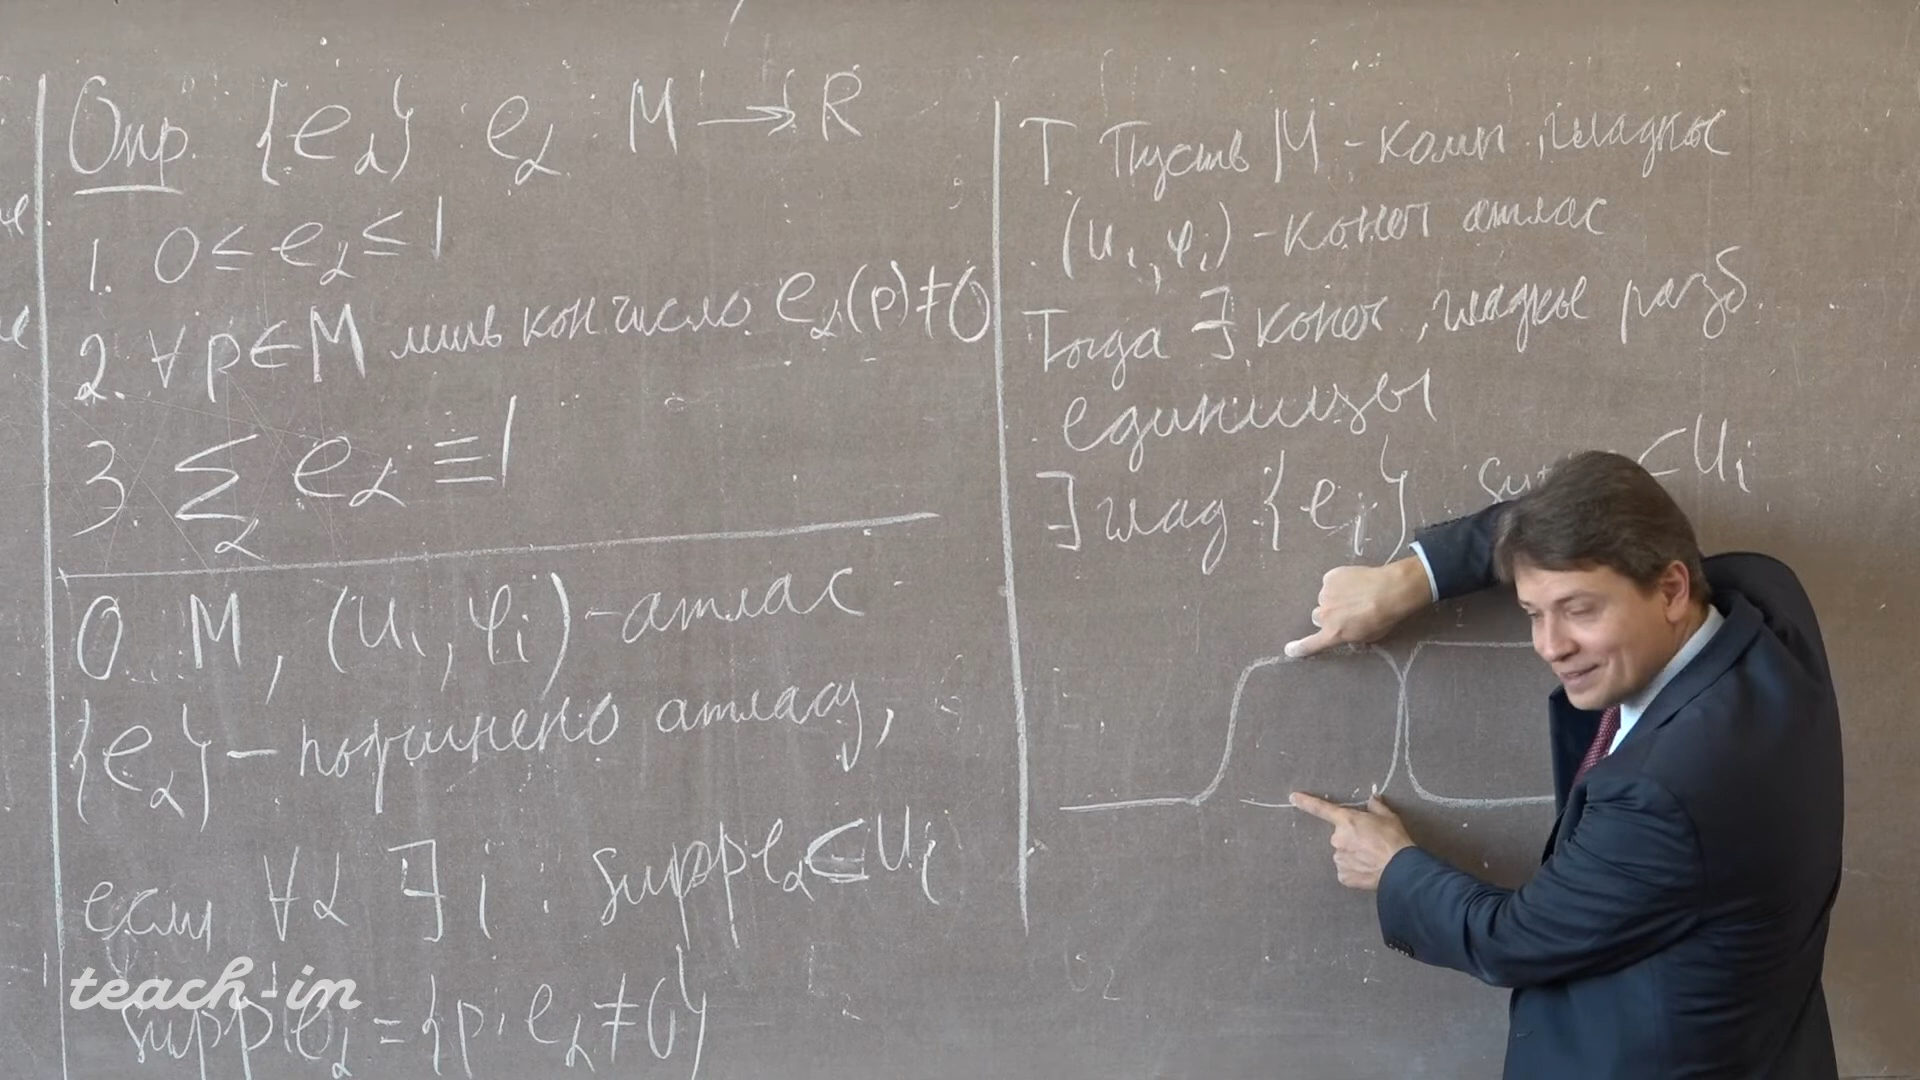 Опр. {e_α} e_α : M → R
1. 0 ≤ e_α ≤ 1
2. ∀ p ∈ M лишь кон число e_α(p) ≠ 0
3. ∑_α e_α ≡ 1
О. M, (U_i, φ_i) - атлас
{e_α} - подчинено атласу,
если ∀α ∃ i : supp e_α ⊂ U_i
supp e_α = {p : e_α ≠ 0}
Т Пусть M - комп, гладкое
(U_i, φ_i) - конеч атлас
Тогда ∃ конеч, гладкое разб.
единицы
∃ глад {e_i} ⊂ U_i
teach-in